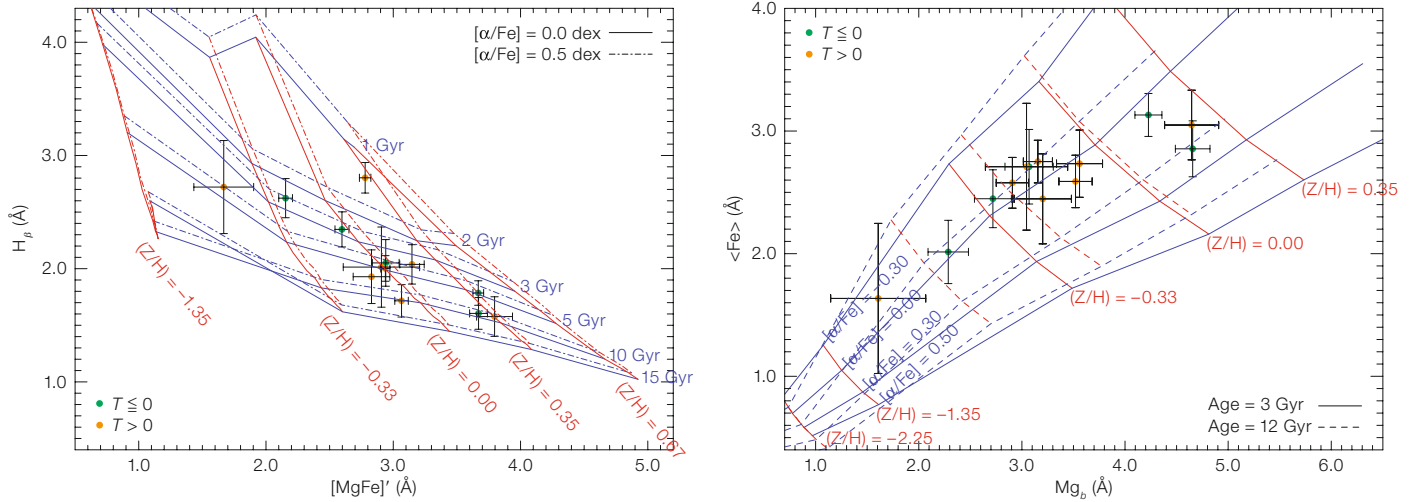 4.0
3.0
2.0
1.0
Hβ (Å)
1.0 2.0 3.0 4.0 5.0
[MgFe]′ (Å)
[α/Fe] = 0.0 dex
[α/Fe] = 0.5 dex
1 Gyr
2 Gyr
3 Gyr
5 Gyr
10 Gyr
15 Gyr
(Z/H) = −1.35
(Z/H) = −0.33
(Z/H) = 0.00
(Z/H) = 0.35
(Z/H) = 0.67
T ≦ 0
T > 0
4.0
3.0
2.0
1.0
0.0
<Fe> (Å)
1.0 2.0 3.0 4.0 5.0 6.0
Mgb (Å)
T ≦ 0
T > 0
[α/Fe] = −0.30
[α/Fe] = 0.00
[α/Fe] = 0.30
[α/Fe] = 0.50
(Z/H) = 0.35
(Z/H) = 0.00
(Z/H) = −0.33
(Z/H) = −1.35
(Z/H) = −2.25
Age = 3 Gyr
Age = 12 Gyr